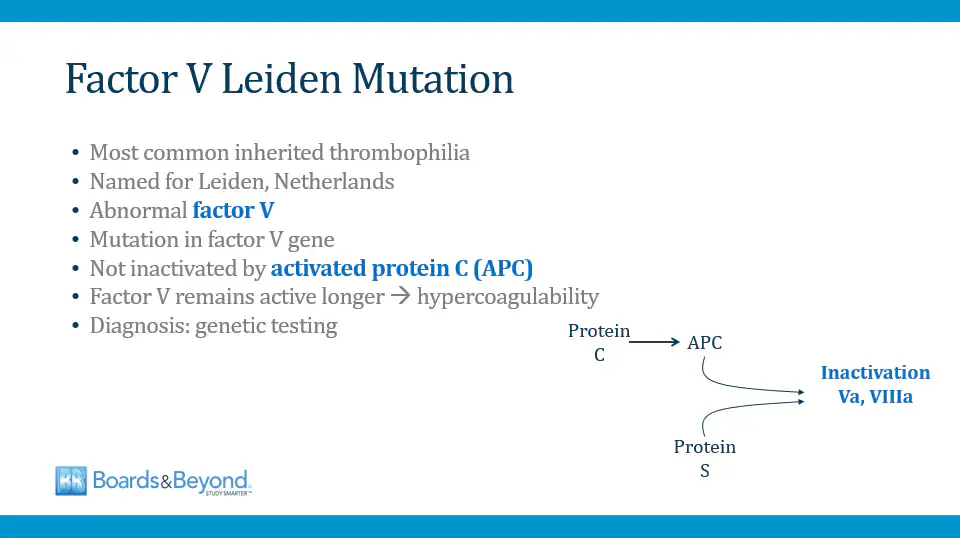 Factor V Leiden Mutation
• Most common inherited thrombophilia
• Named for Leiden, Netherlands
• Abnormal factor V
• Mutation in factor V gene
• Not inactivated by activated protein C (APC)
• Factor V remains active longer → hypercoagulability
• Diagnosis: genetic testing
Protein
C
APC
Inactivation
Va, VIIIa
Protein
S
BB Boards&Beyond
STUDY SMARTER™